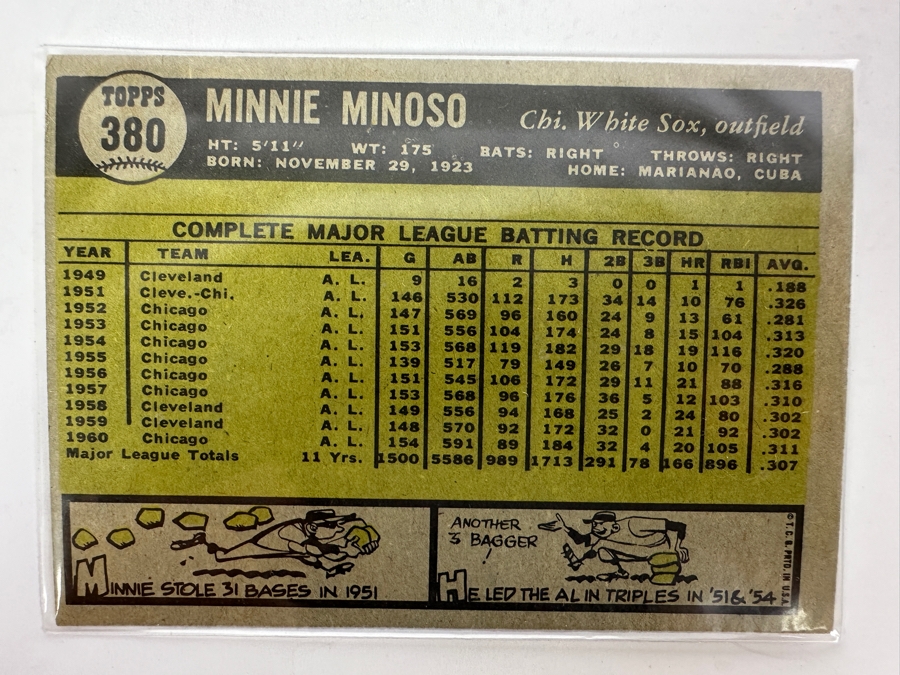 TOPPS
380
MINNIE MINOSO
Chi. White Sox, outfield
HT: 5'11" WT: 175 BATS: RIGHT THROWS: RIGHT
BORN: NOVEMBER 29, 1923 HOME: MARIANAO, CUBA
COMPLETE MAJOR LEAGUE BATTING RECORD
YEAR TEAM LEA. G AB R H 2B 3B HR RBI AVG.
1949 Cleveland A. L. 9 16 2 3 0 0 1 1 .188
1951 Cleve.-Chi. A. L. 146 530 112 173 34 14 10 76 .326
1952 Chicago A. L. 147 569 96 160 24 9 13 61 .281
1953 Chicago A. L. 151 556 104 174 24 8 15 104 .313
1954 Chicago A. L. 153 568 119 182 29 18 19 116 .320
1955 Chicago A. L. 139 517 79 149 26 7 10 70 .288
1956 Chicago A. L. 151 545 106 172 29 11 21 88 .316
1957 Chicago A. L. 153 568 96 176 36 5 12 103 .310
1958 Cleveland A. L. 149 556 94 168 25 2 24 80 .302
1959 Cleveland A. L. 148 570 92 172 32 0 21 92 .302
1960 Chicago A. L. 154 591 89 184 32 4 20 105 .311
Major League Totals 11 Yrs. 1500 5586 989 1713 291 78 166 896 .307
MINNIE STOLE 31 BASES IN 1951
ANOTHER
3 BAGGER
!
HE LED THE AL IN TRIPLES IN '51 & '54
© T.C.G. PRTD. IN U.S.A.